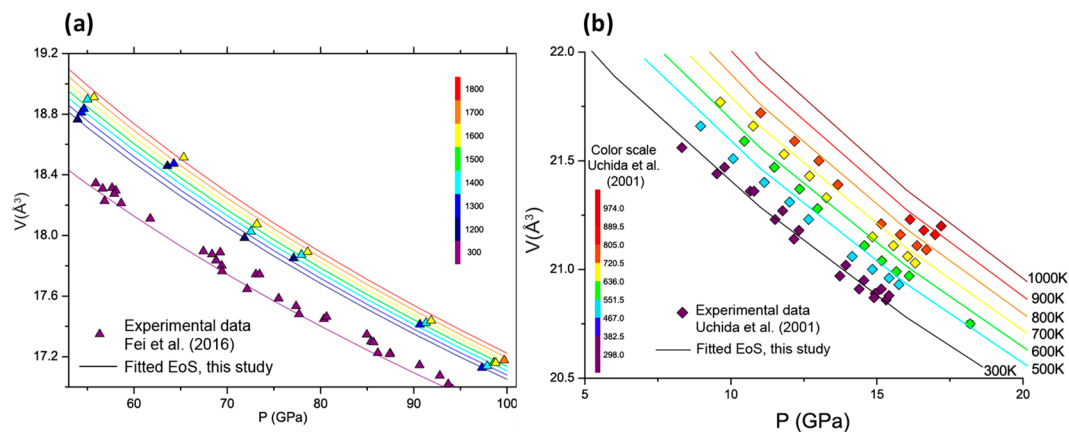 (a)
19.2
18.8
18.4
18.0
17.6
17.2
V(Å³)
60
70
80
90
100
P (GPa)
1800
1700
1600
1500
1400
1200
300
Experimental data
Fei et al. (2016)
Fitted EoS, this study
(b)
22.0
21.5
21.0
20.5
V(Å³)
5
10
15
20
P (GPa)
Color scale
Uchida et al.
(2001)
974.0
889.5
805.0
720.5
636.0
551.5
467.0
382.5
298.0
Experimental data
Uchida et al. (2001)
Fitted EoS, this study
1000K
900K
800K
700K
600K
500K
300K